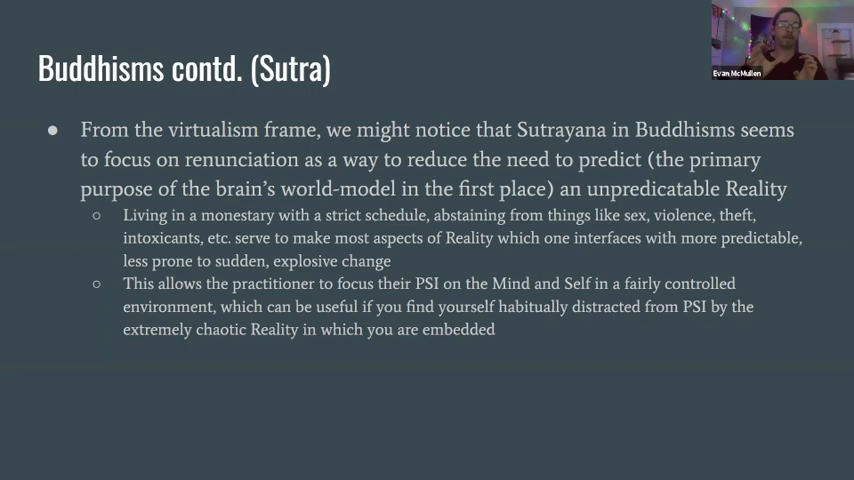 Buddhisms contd. (Sutra)
Evan McMullen
● From the virtualism frame, we might notice that Sutrayana in Buddhisms seems
to focus on renunciation as a way to reduce the need to predict (the primary
purpose of the brain's world-model in the first place) an unpredicatable Reality
○ Living in a monestary with a strict schedule, abstaining from things like sex, violence, theft,
intoxicants, etc. serve to make most aspects of Reality which one interfaces with more predictable,
less prone to sudden, explosive change
○ This allows the practitioner to focus their PSI on the Mind and Self in a fairly controlled
environment, which can be useful if you find yourself habitually distracted from PSI by the
extremely chaotic Reality in which you are embedded